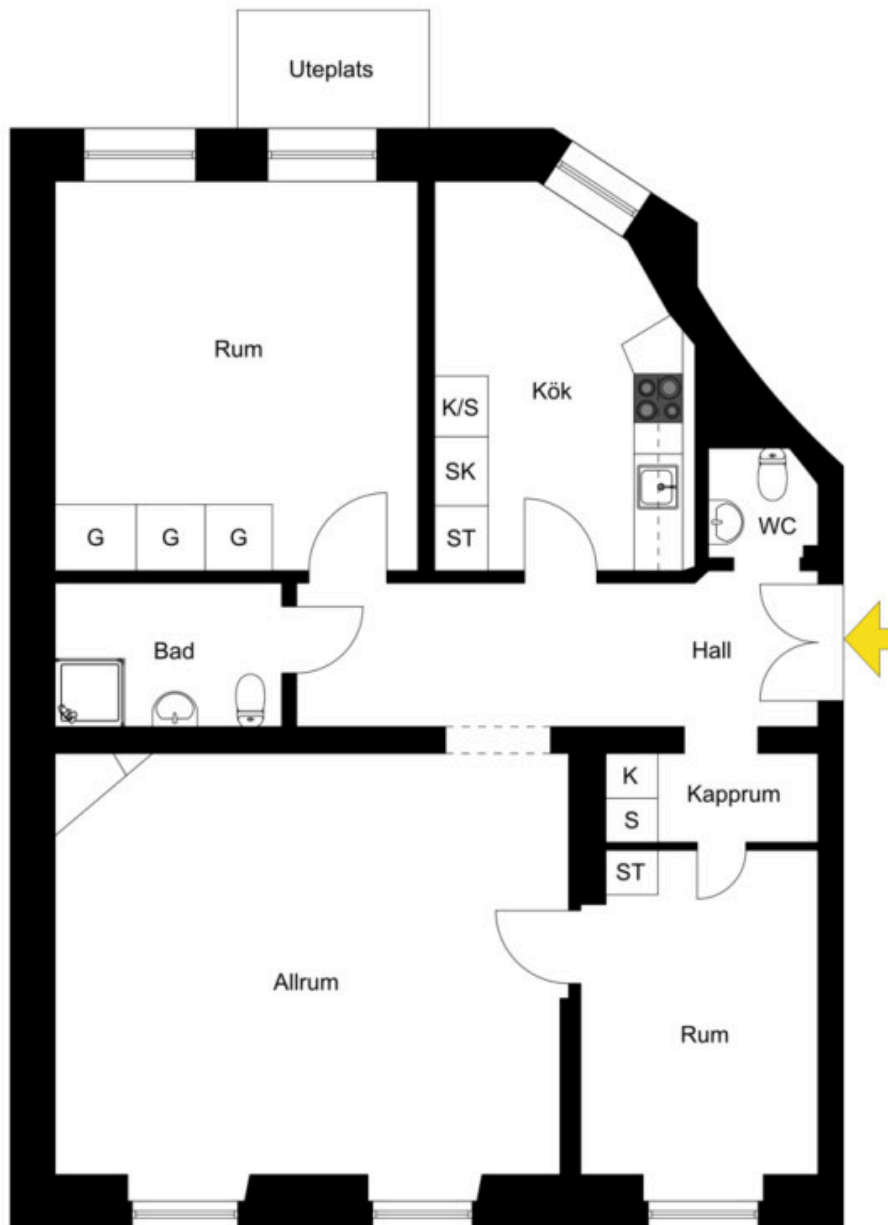 Uteplats
Rum
Kök
K/S
SK
ST
G G G
WC
Bad
Hall
K
S
Kapprum
ST
Allrum
Rum